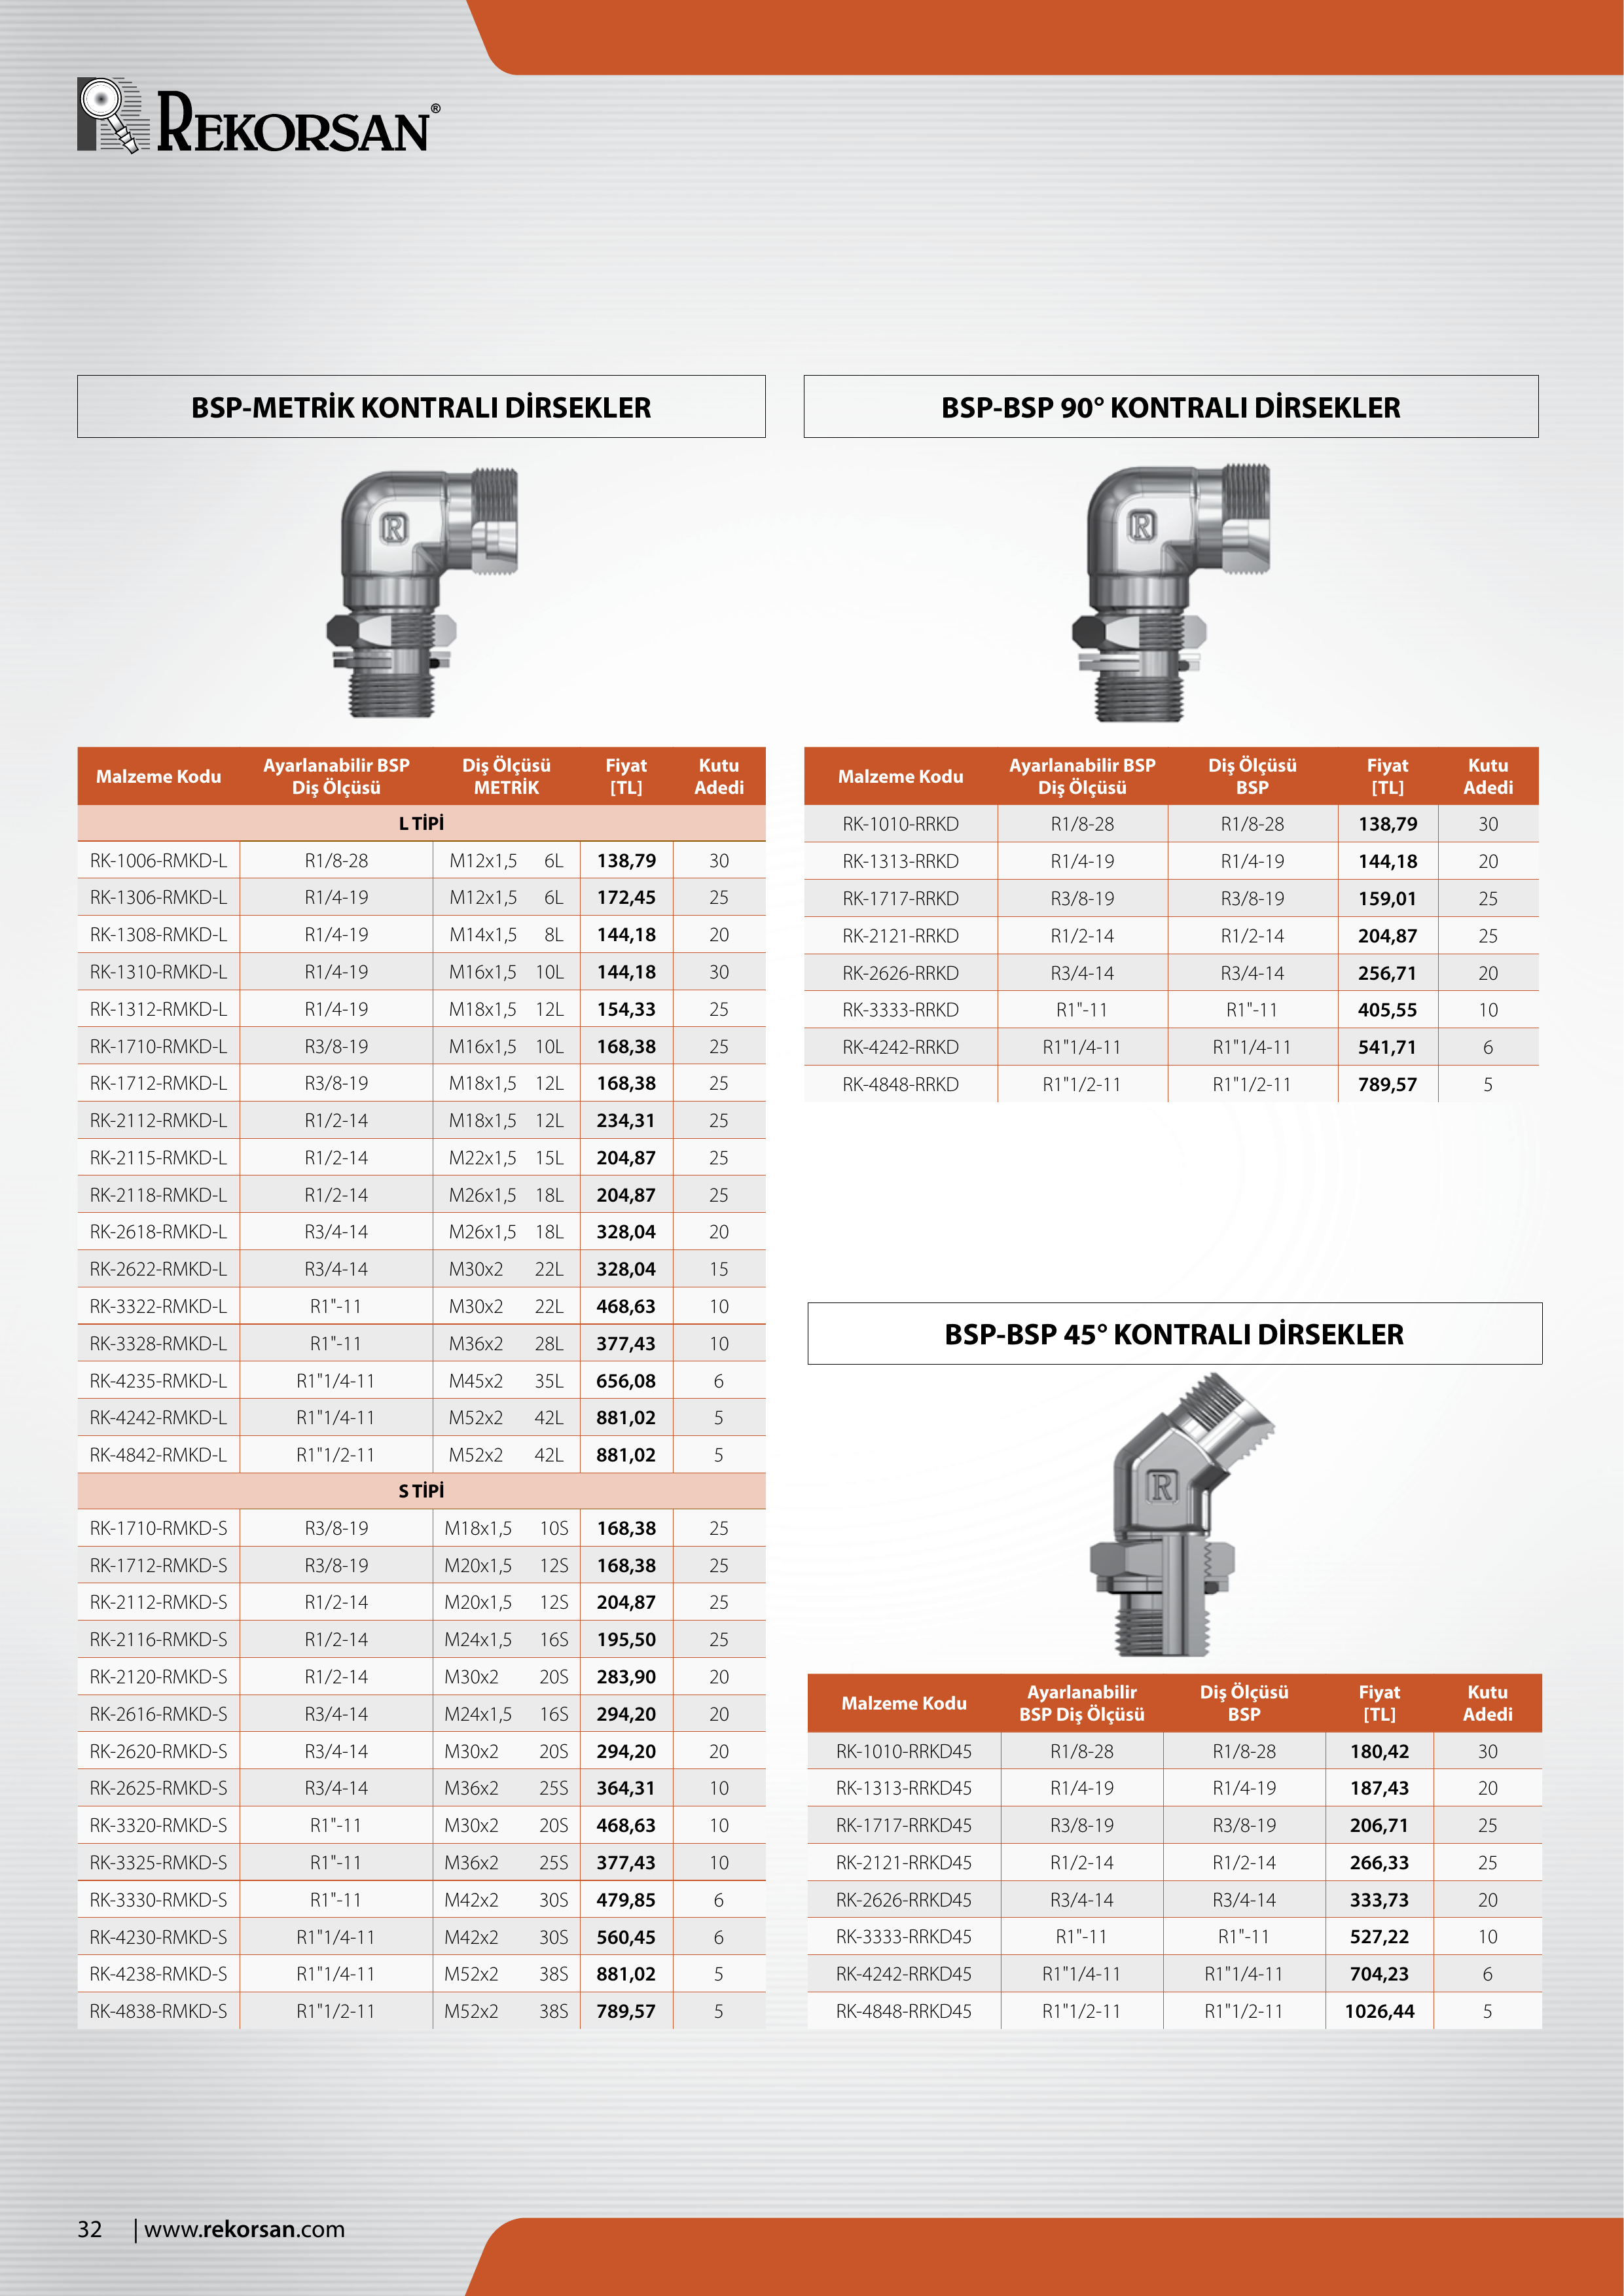 REKORSAN®
BSP-METRİK KONTRALI DİRSEKLER
Malzeme Kodu Ayarlanabilir BSP Diş Ölçüsü Diş Ölçüsü METRİK Fiyat [TL] Kutu Adedi
L TİPİ
RK-1006-RMKD-L R1/8-28 M12x1,5 6L 138,79 30
RK-1306-RMKD-L R1/4-19 M12x1,5 6L 172,45 25
RK-1308-RMKD-L R1/4-19 M14x1,5 8L 144,18 20
RK-1310-RMKD-L R1/4-19 M16x1,5 10L 144,18 30
RK-1312-RMKD-L R1/4-19 M18x1,5 12L 154,33 25
RK-1710-RMKD-L R3/8-19 M16x1,5 10L 168,38 25
RK-1712-RMKD-L R3/8-19 M18x1,5 12L 168,38 25
RK-2112-RMKD-L R1/2-14 M18x1,5 12L 234,31 25
RK-2115-RMKD-L R1/2-14 M22x1,5 15L 204,87 25
RK-2118-RMKD-L R1/2-14 M26x1,5 18L 204,87 25
RK-2618-RMKD-L R3/4-14 M26x1,5 18L 328,04 20
RK-2622-RMKD-L R3/4-14 M30x2 22L 328,04 15
RK-3322-RMKD-L R1"-11 M30x2 22L 468,63 10
RK-3328-RMKD-L R1"-11 M36x2 28L 377,43 10
RK-4235-RMKD-L R1"1/4-11 M45x2 35L 656,08 6
RK-4242-RMKD-L R1"1/4-11 M52x2 42L 881,02 5
RK-4842-RMKD-L R1"1/2-11 M52x2 42L 881,02 5
S TİPİ
RK-1710-RMKD-S R3/8-19 M18x1,5 10S 168,38 25
RK-1712-RMKD-S R3/8-19 M20x1,5 12S 168,38 25
RK-2112-RMKD-S R1/2-14 M20x1,5 12S 204,87 25
RK-2116-RMKD-S R1/2-14 M24x1,5 16S 195,50 25
RK-2120-RMKD-S R1/2-14 M30x2 20S 283,90 20
RK-2616-RMKD-S R3/4-14 M24x1,5 16S 294,20 20
RK-2620-RMKD-S R3/4-14 M30x2 20S 294,20 20
RK-2625-RMKD-S R3/4-14 M36x2 25S 364,31 10
RK-3320-RMKD-S R1"-11 M30x2 20S 468,63 10
RK-3325-RMKD-S R1"-11 M36x2 25S 377,43 10
RK-3330-RMKD-S R1"-11 M42x2 30S 479,85 6
RK-4230-RMKD-S R1"1/4-11 M42x2 30S 560,45 6
RK-4238-RMKD-S R1"1/4-11 M52x2 38S 881,02 5
RK-4838-RMKD-S R1"1/2-11 M52x2 38S 789,57 5
BSP-BSP 90° KONTRALI DİRSEKLER
Malzeme Kodu Ayarlanabilir BSP Diş Ölçüsü Diş Ölçüsü BSP Fiyat [TL] Kutu Adedi
RK-1010-RRKD R1/8-28 R1/8-28 138,79 30
RK-1313-RRKD R1/4-19 R1/4-19 144,18 20
RK-1717-RRKD R3/8-19 R3/8-19 159,01 25
RK-2121-RRKD R1/2-14 R1/2-14 204,87 25
RK-2626-RRKD R3/4-14 R3/4-14 256,71 20
RK-3333-RRKD R1"-11 R1"-11 405,55 10
RK-4242-RRKD R1"1/4-11 R1"1/4-11 541,71 6
RK-4848-RRKD R1"1/2-11 R1"1/2-11 789,57 5
BSP-BSP 45° KONTRALI DİRSEKLER
Malzeme Kodu Ayarlanabilir BSP Diş Ölçüsü Diş Ölçüsü BSP Fiyat [TL] Kutu Adedi
RK-1010-RRKD45 R1/8-28 R1/8-28 180,42 30
RK-1313-RRKD45 R1/4-19 R1/4-19 187,43 20
RK-1717-RRKD45 R3/8-19 R3/8-19 206,71 25
RK-2121-RRKD45 R1/2-14 R1/2-14 266,33 25
RK-2626-RRKD45 R3/4-14 R3/4-14 333,73 20
RK-3333-RRKD45 R1"-11 R1"-11 527,22 10
RK-4242-RRKD45 R1"1/4-11 R1"1/4-11 704,23 6
RK-4848-RRKD45 R1"1/2-11 R1"1/2-11 1026,44 5
32 | www.rekorsan.com